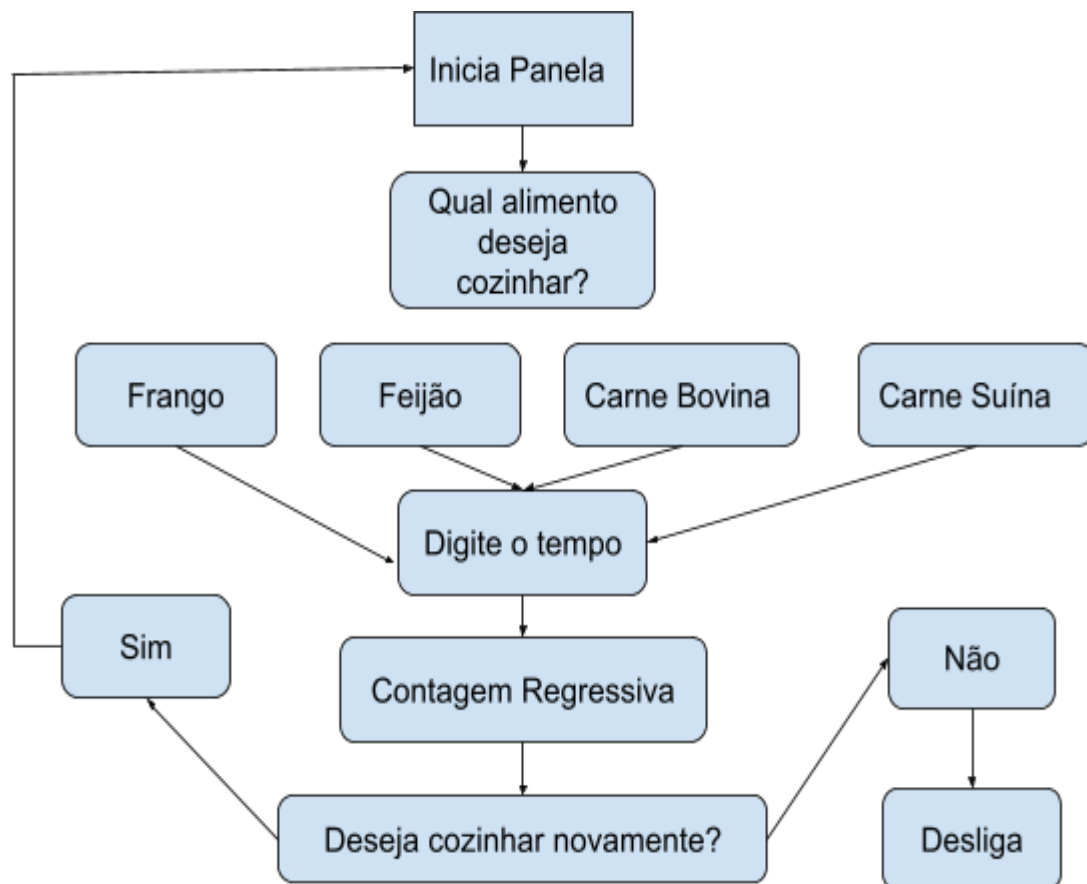 Inicia Panela
Qual alimento
deseja
cozinhar?
Frango
Feijão
Carne Bovina
Carne Suína
Digite o tempo
Sim
Contagem Regressiva
Não
Deseja cozinhar novamente?
Desliga